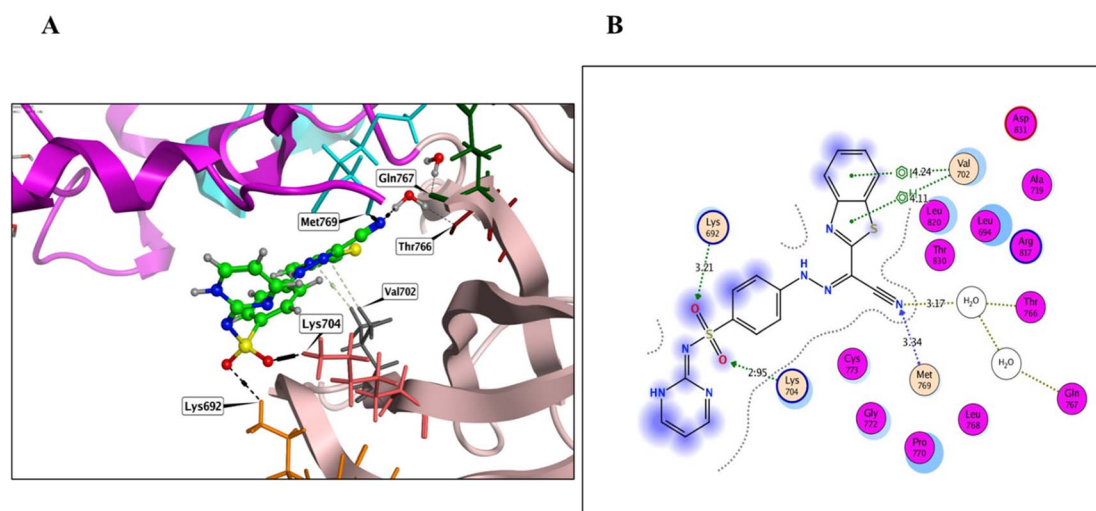 A
B
Gln767
Met769
Thr766
Val702
Lys704
Lys692
Asp
831
Val
702
4.24
H
4.11
Ala
719
Leu
820
Leu
694
Arg
817
Thr
830
Lys
692
3.21
N
S
H
N
N
N
3.17
H₂O
Thr
766
O
S
O
N
2.95
3.34
Lys
704
Cys
773
Met
769
H₂O
Gln
767
HN
N
Gly
772
Leu
768
Pro
770